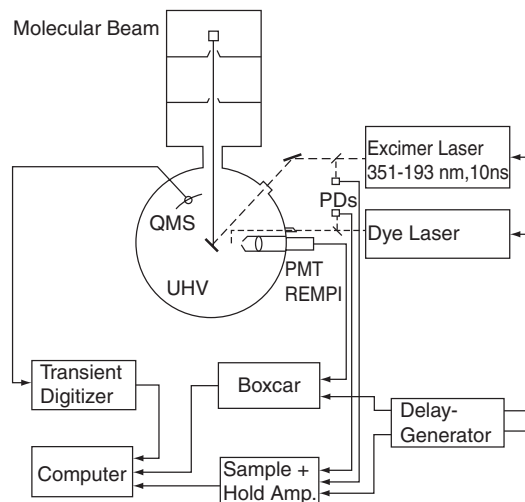 Molecular Beam
Excimer Laser
351-193 nm,10ns
PDs
QMS
Dye Laser
UHV
PMT
REMPI
Transient
Digitizer
Boxcar
Delay-
Generator
Computer
Sample +
Hold Amp.